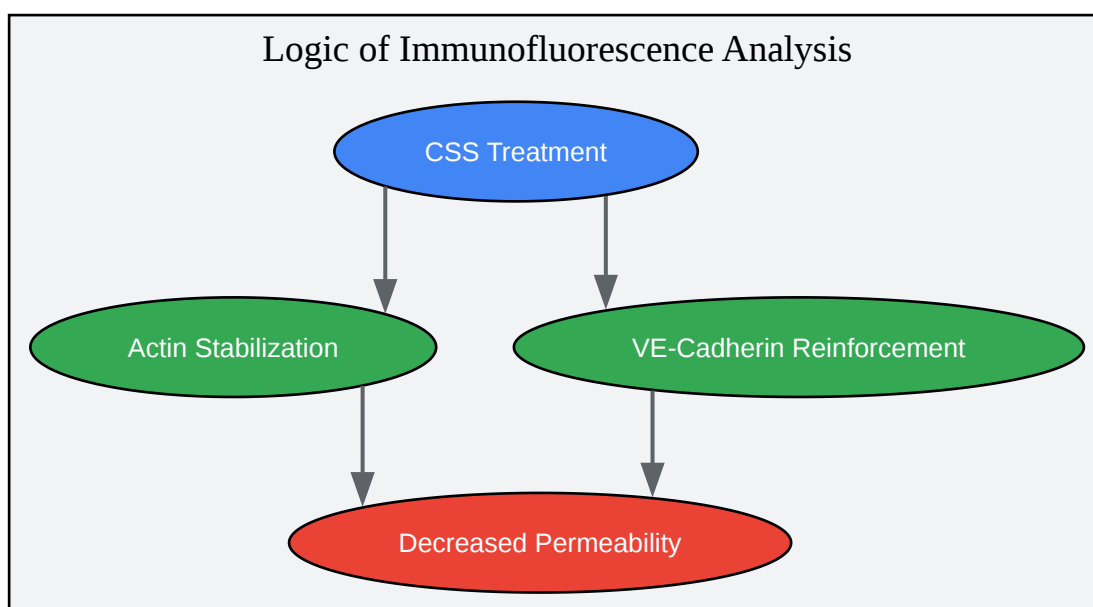 Logic of Immunofluorescence Analysis
CSS Treatment
Actin Stabilization
VE-Cadherin Reinforcement
Decreased Permeability